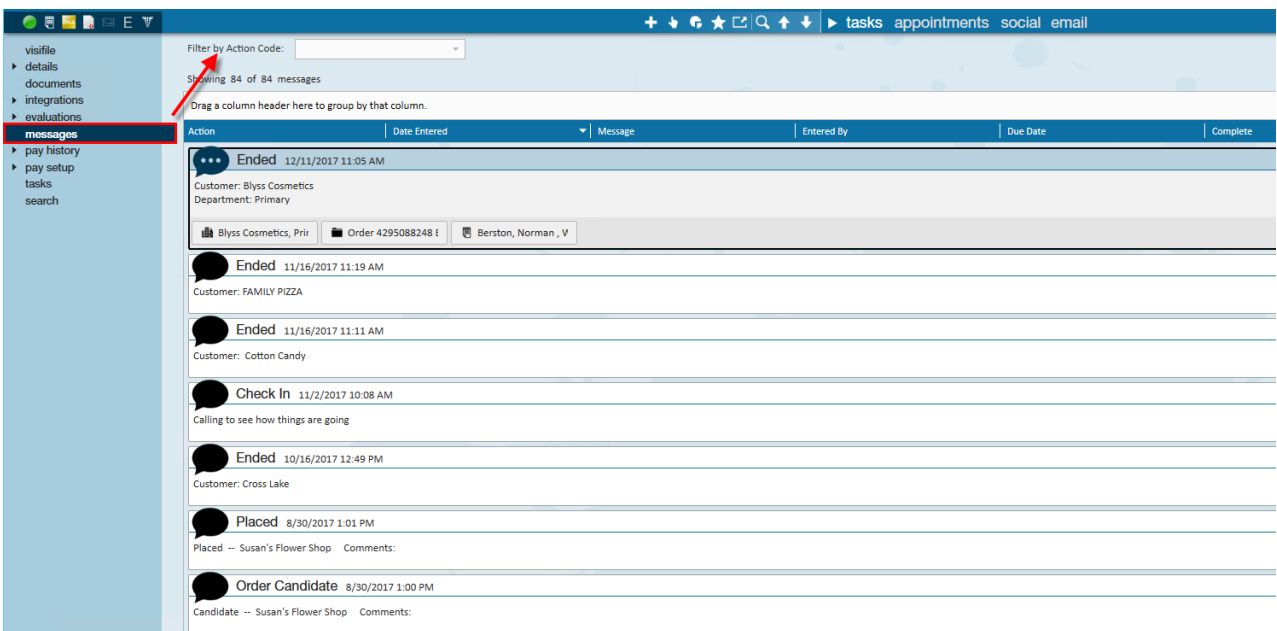 E
tasks appointments social email
visifile
details
documents
integrations
evaluations
messages
pay history
pay setup
tasks
search
Filter by Action Code:
Showing 84 of 84 messages
Drag a column header here to group by that column.
Action Date Entered Message Entered By Due Date Complete
Ended 12/11/2017 11:05 AM
Customer: Blyss Cosmetics
Department: Primary
Blyss Cosmetics, Prir Order 4295088248 E Berston, Norman , V
Ended 11/16/2017 11:19 AM
Customer: FAMILY PIZZA
Ended 11/16/2017 11:11 AM
Customer: Cotton Candy
Check In 11/2/2017 10:08 AM
Calling to see how things are going
Ended 10/16/2017 12:49 PM
Customer: Cross Lake
Placed 8/30/2017 1:01 PM
Placed -- Susan's Flower Shop Comments:
Order Candidate 8/30/2017 1:00 PM
Candidate -- Susan's Flower Shop Comments: